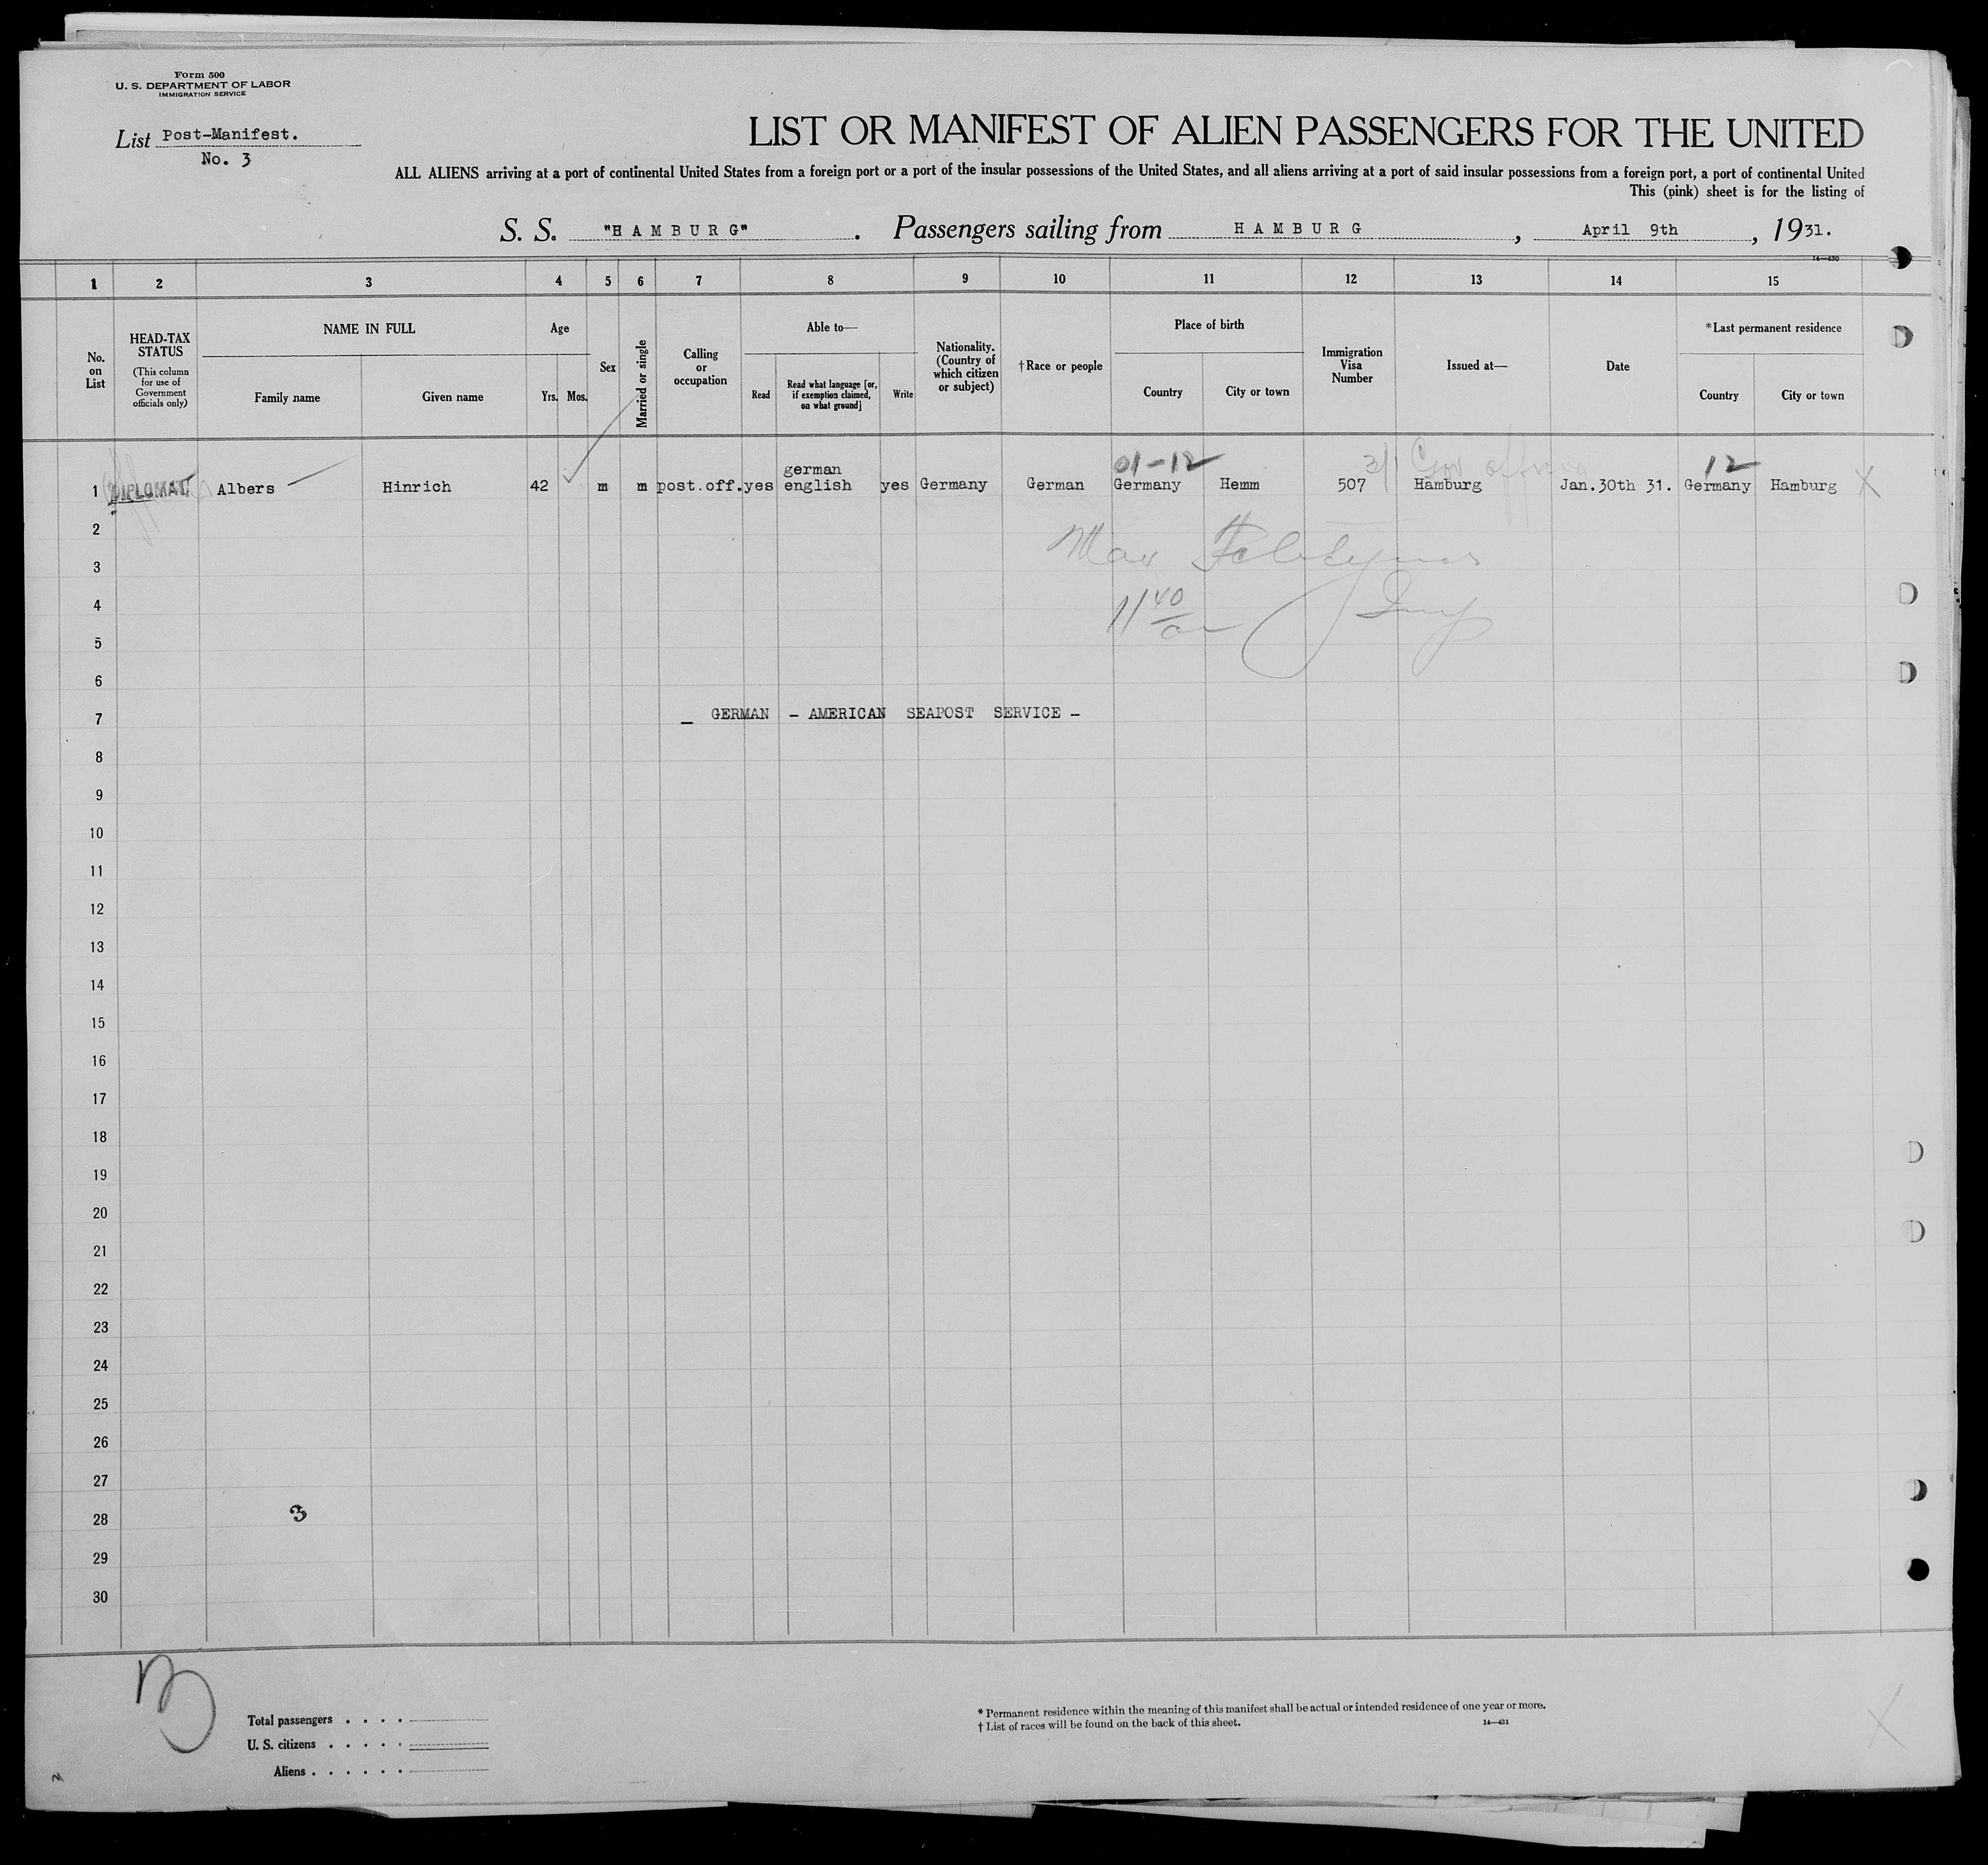 Form 500
U. S. DEPARTMENT OF LABOR
IMMIGRATION SERVICE
List Post-Manifest.
No. 3
LIST OR MANIFEST OF ALIEN PASSENGERS FOR THE UNITED
ALL ALIENS arriving at a port of continental United States from a foreign port or a port of the insular possessions of the United States, and all aliens arriving at a port of said insular possessions from a foreign port, a port of continental United
This (pink) sheet is for the listing of
S. S. "HAMBURG". Passengers sailing from HAMBURG, April 9th, 1931.
14—430
1 2 3 4 5 6 7 8 9 10 11 12 13 14 15
No. on List
HEAD-TAX STATUS
(This column for use of Government officials only)
NAME IN FULL
Family name
Given name
Age
Yrs.
Mos.
Sex
Married or single
Calling or occupation
Able to—
Read
Read what language [or, if exemption claimed, on what ground]
Write
Nationality. (Country of which citizen or subject)
†Race or people
Place of birth
Country
City or town
Immigration Visa Number
Issued at—
Date
*Last permanent residence
Country
City or town
01-12 3/1 Gov 12
german
1 DIPLOMAT Albers Hinrich 42 m m post.off. yes english yes Germany German Germany Hemm 507 Hamburg Jan.30th 31. Germany Hamburg X
2
Max
3
4
11 40
5
6
7 — GERMAN - AMERICAN SEAPOST SERVICE -
8
9
10
11
12
13
14
15
16
17
18
19
20
21
22
23
24
25
26
27
28 3
29
30
Total passengers . . . .
U. S. citizens . . . . .
Aliens . . . . . .
* Permanent residence within the meaning of this manifest shall be actual or intended residence of one year or more.
† List of races will be found on the back of this sheet.
14—431
X